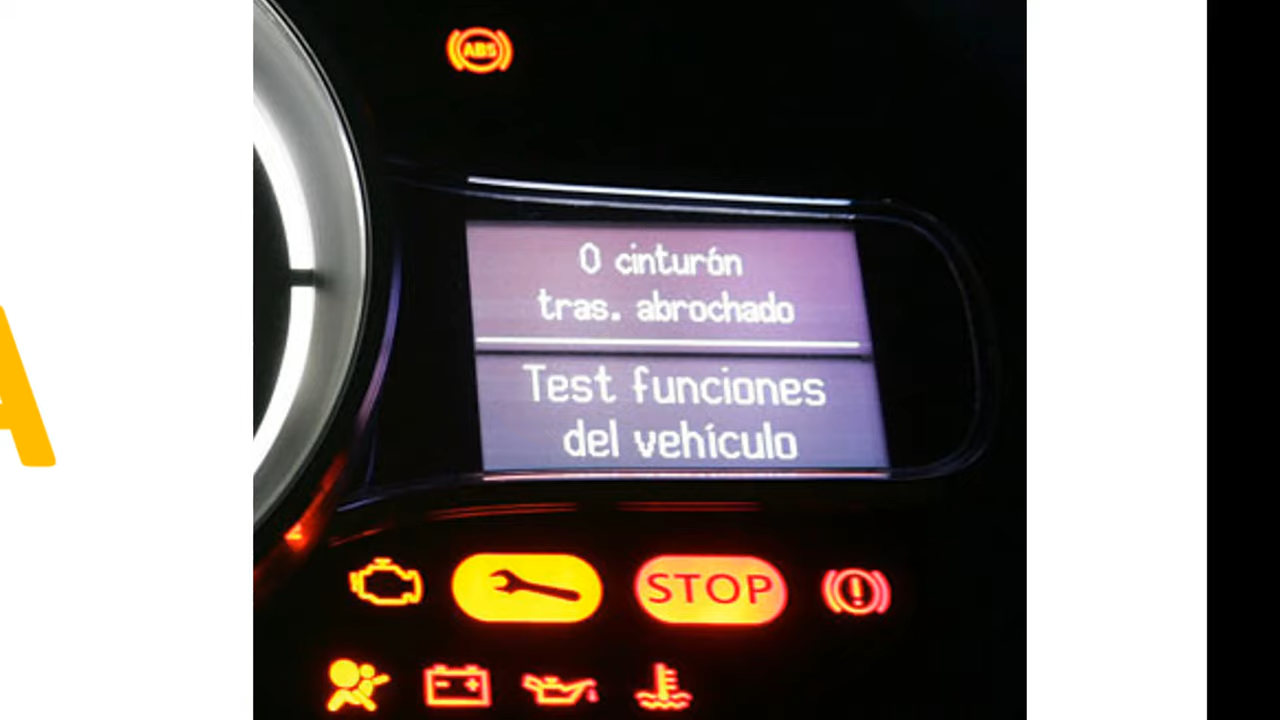 A
ABS
0 cinturón
tras. abrochado
Test funciones
del vehículo
STOP